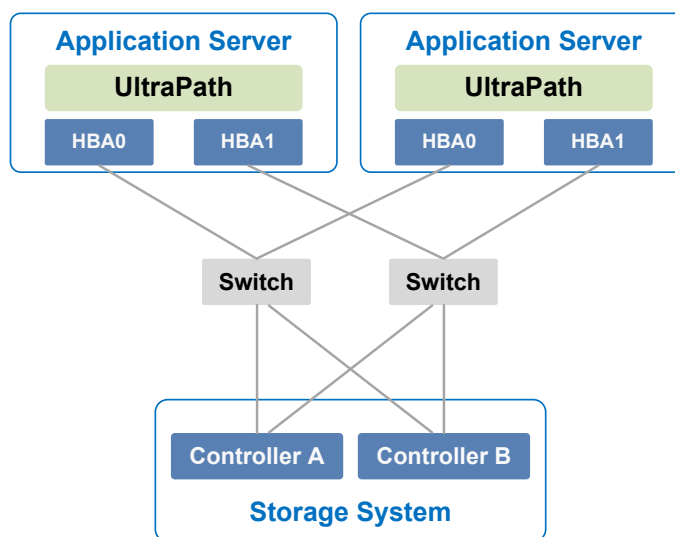 Application Server
Application Server
UltraPath
UltraPath
HBA0
HBA1
HBA0
HBA1
Switch
Switch
Controller A
Controller B
Storage System